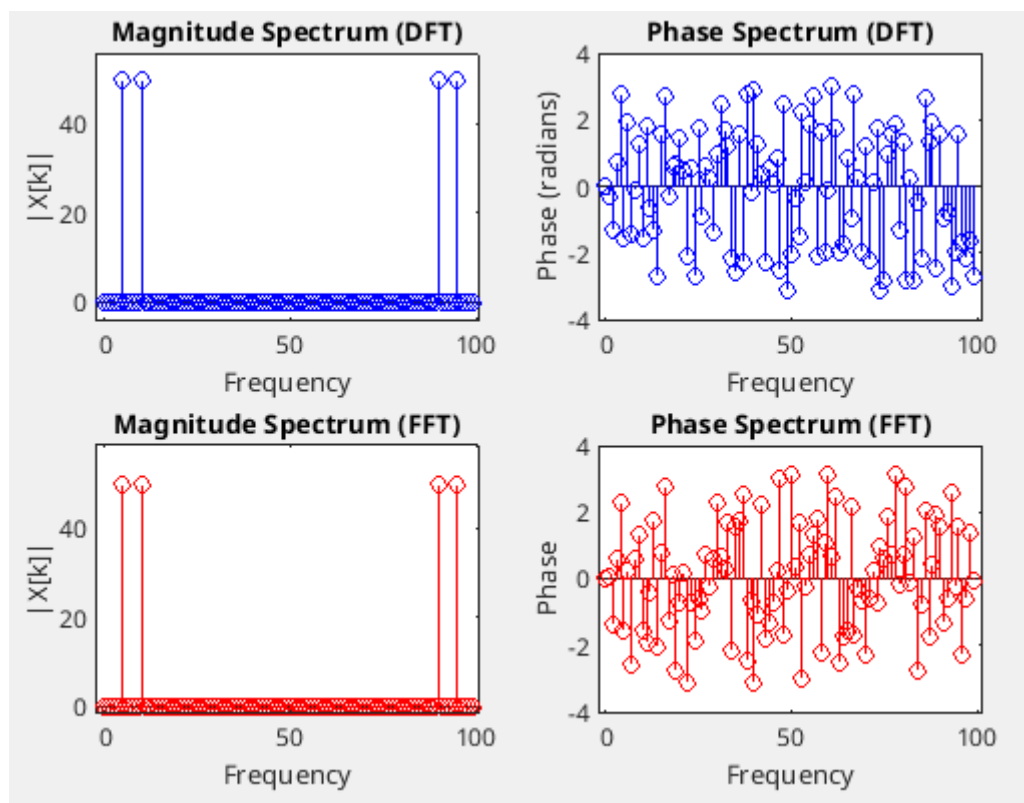 Magnitude Spectrum (DFT)
|X[k]|
40
20
0
0 50 100
Frequency
Phase Spectrum (DFT)
Phase (radians)
4
2
0
-2
-4
0 50 100
Frequency
Magnitude Spectrum (FFT)
|X[k]|
40
20
0
0 50 100
Frequency
Phase Spectrum (FFT)
Phase
4
2
0
-2
-4
0 50 100
Frequency